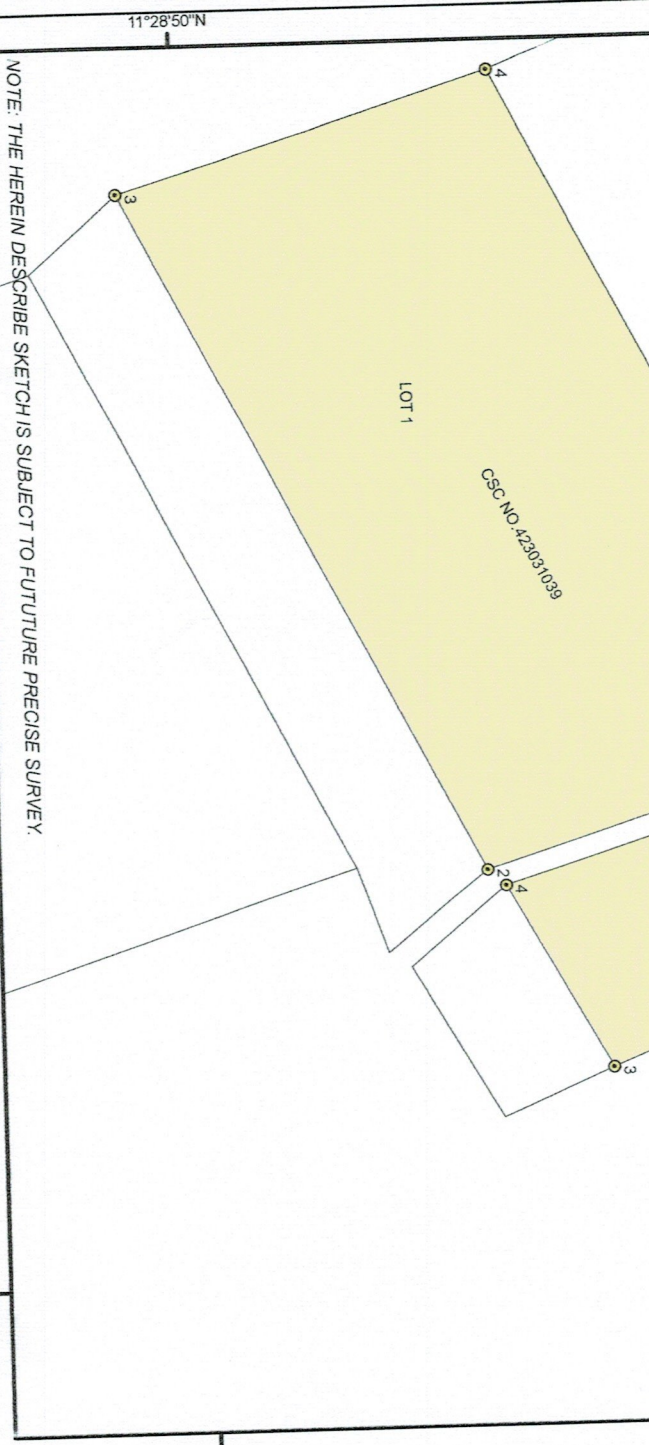 11°28'50"N
4
3
LOT 1
CSC NO.423031039
2
4
3
NOTE: THE HEREIN DESCRIBE SKETCH IS SUBJECT TO FUTUTURE PRECISE SURVEY.